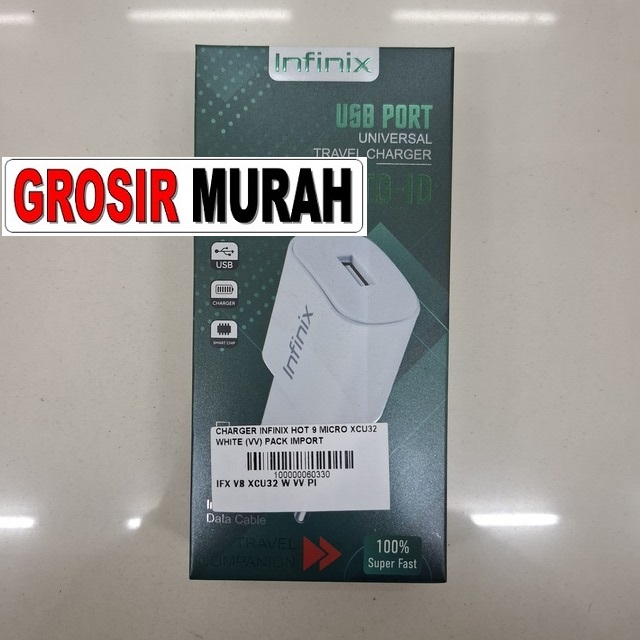 Infinix
USB PORT
UNIVERSAL
TRAVEL CHARGER
GROSIR MURAH
USB
CHARGER
SMART CHIP
Infinix
CHARGER INFINIX HOT 9 MICRO XCU32
WHITE (VV) PACK IMPORT
100000060330
IFX V8 XCU32 W VV PI
Data Cable
TRAVEL
COMPANION
100%
Super Fast